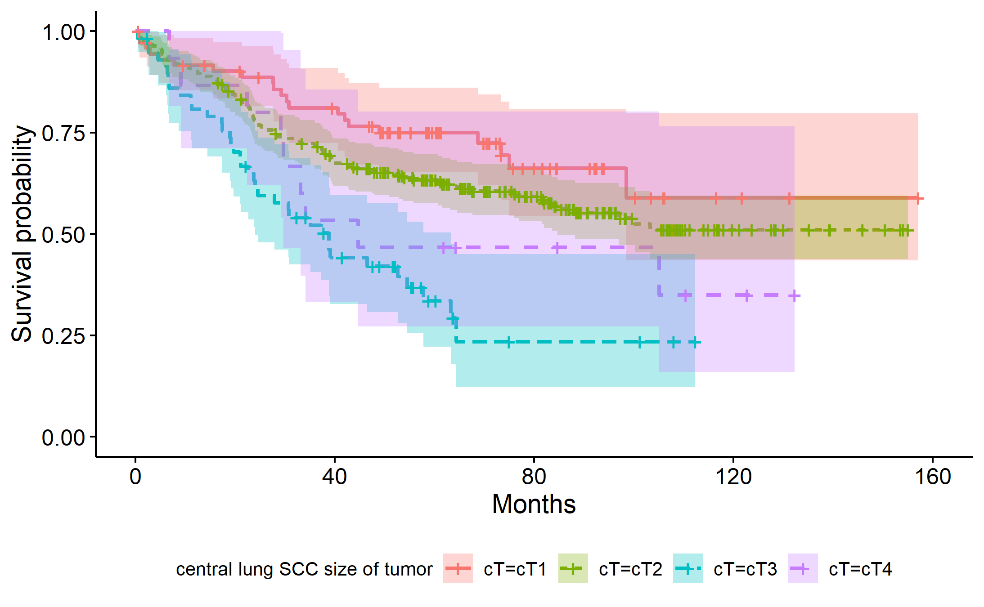 Survival probability
1.00
0.75
0.50
0.25
0.00
0 40 80 120 160
Months
central lung SCC size of tumor cT=cT1 cT=cT2 cT=cT3 cT=cT4